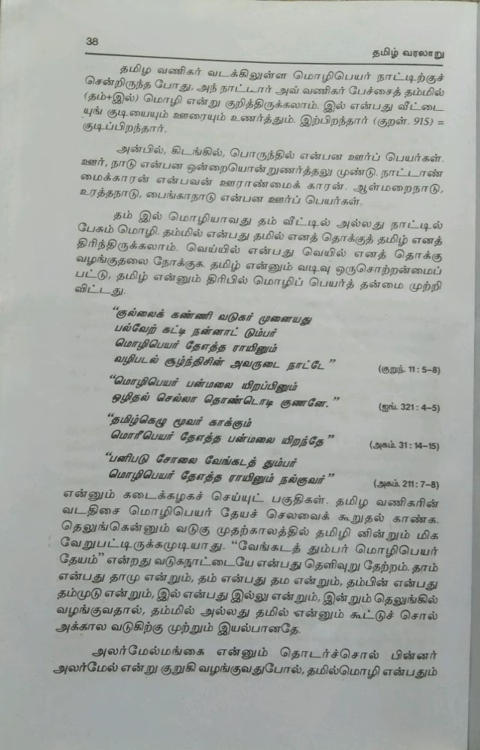 38
தமிழ் வரலாறு
தமிழ வணிகர் வடக்கிலுள்ள மொழிபெயர் நாட்டிற்குச்
சென்றிருந்த போது, அந் நாட்டார் அவ் வணிகர் பேச்சைத் தம்மில்
(தம்+இல்) மொழி என்று குறித்திருக்கலாம். இல் என்பது வீட்டை
யுங் குடியையும் ஊரையும் உணர்த்தும். இற்பிறந்தார் (குறள். 915) =
குடிப்பிறந்தார்.
அன்பில், கிடங்கில், பொருந்தில் என்பன ஊர்ப் பெயர்கள்.
ஊர், நாடு என்பன ஒன்றையொன்றுணர்த்தலு முண்டு. நாட்டாண்
மைக்காரன் என்பவன் ஊராண்மைக் காரன். ஆள்மறைநாடு,
உரத்தநாடு, பைங்காநாடு என்பன ஊர்ப் பெயர்கள்.
தம் இல் மொழியாவது தம் வீட்டில் அல்லது நாட்டில்
பேசும் மொழி. தம்மில் என்பது தமில் எனத் தொக்குத் தமிழ் எனத்
திரிந்திருக்கலாம். வெய்யில் என்பது வெயில் எனத் தொக்கு
வழங்குதலை நோக்குக. தமிழ் என்னும் வடிவு ஒருசொற்றன்மைப்
பட்டு, தமிழ் என்னும் திரிபில் மொழிப் பெயர்த் தன்மை முற்றி
விட்டது.
“குல்லைக் கண்ணி வடுகர் முனையது
பல்வேற் கட்டி நன்னாட் டும்பர்
மொழிபெயர் தேஎத்த ராயினும்
வழிபடல் சூழ்ந்திசின் அவருடை நாட்டே” (குறுந். 11 : 5-8)
“மொழிபெயர் பன்மலை யிறப்பினும்
ஒழிதல் செல்லா தொண்டொடி குணனே.” (ஐங். 321 : 4-5)
“தமிழ்கெழு மூவர் காக்கும்
மொரீபெயர் தேஎத்த பன்மலை யிறந்தே” (அகம். 31 : 14-15)
“பனிபடு சோலை வேங்கடத் தும்பர்
மொழிபெயர் தேஎத்த ராயினும் நல்குவர்” (அகம். 211 : 7-8)
என்னும் கடைக்கழகச் செய்யுட் பகுதிகள். தமிழ வணிகரின்
வடதிசை மொழிபெயர் தேயச் செலவைக் கூறுதல் காண்க.
தெலுங்கென்னும் வடுகு முதற்காலத்தில் தமிழி னின்றும் மிக
வேறுபட்டிருக்கமுடியாது. “வேங்கடத் தும்பர் மொழிபெயர்
தேயம்” என்றது வடுகநாட்டையே என்பது தெளிவுறு தேற்றம். தாம்
என்பது தாமு என்றும், தம் என்பது தம என்றும், தம்பின் என்பது
தம்முடு என்றும், இல் என்பது இல்லு என்றும், இன்றும் தெலுங்கில்
வழங்குவதால், தம்மில் அல்லது தமில் என்னும் கூட்டுச் சொல்
அக்கால வடுகிற்கு முற்றும் இயல்பானதே.
அலர்மேல்மங்கை என்னும் தொடர்ச்சொல் பின்னர்
அலர்மேல் என்று குறுகி வழங்குவதுபோல், தமில்மொழி என்பதும்